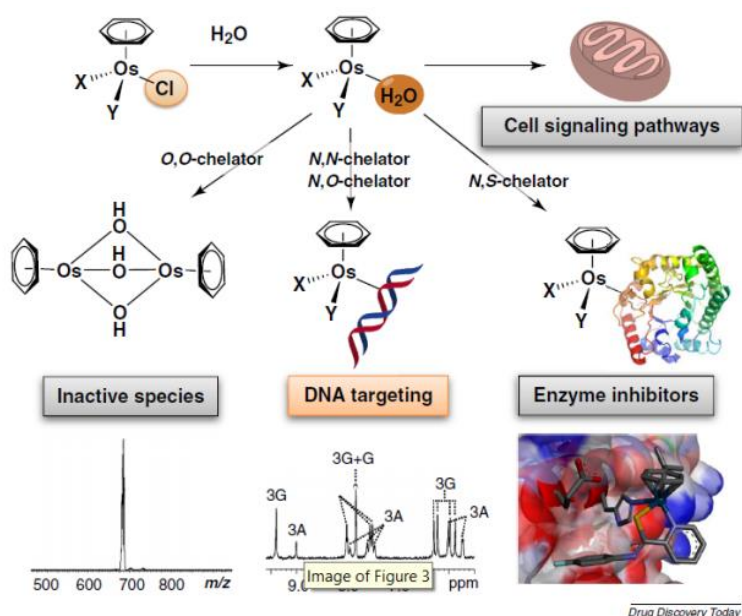 H₂O
X Os Cl
Y
X Os H₂O
Y
Cell signaling pathways
O,O-chelator
N,N-chelator
N,O-chelator
N,S-chelator
H
O
H
Os O Os
O
H
X Os
Y
X Os
Y
Inactive species
DNA targeting
Enzyme inhibitors
3G
3A
3G+G
3A
3G
3A
500 600 700 800 m/z
9.0
ppm
Image of Figure 3
Drug Discovery Today